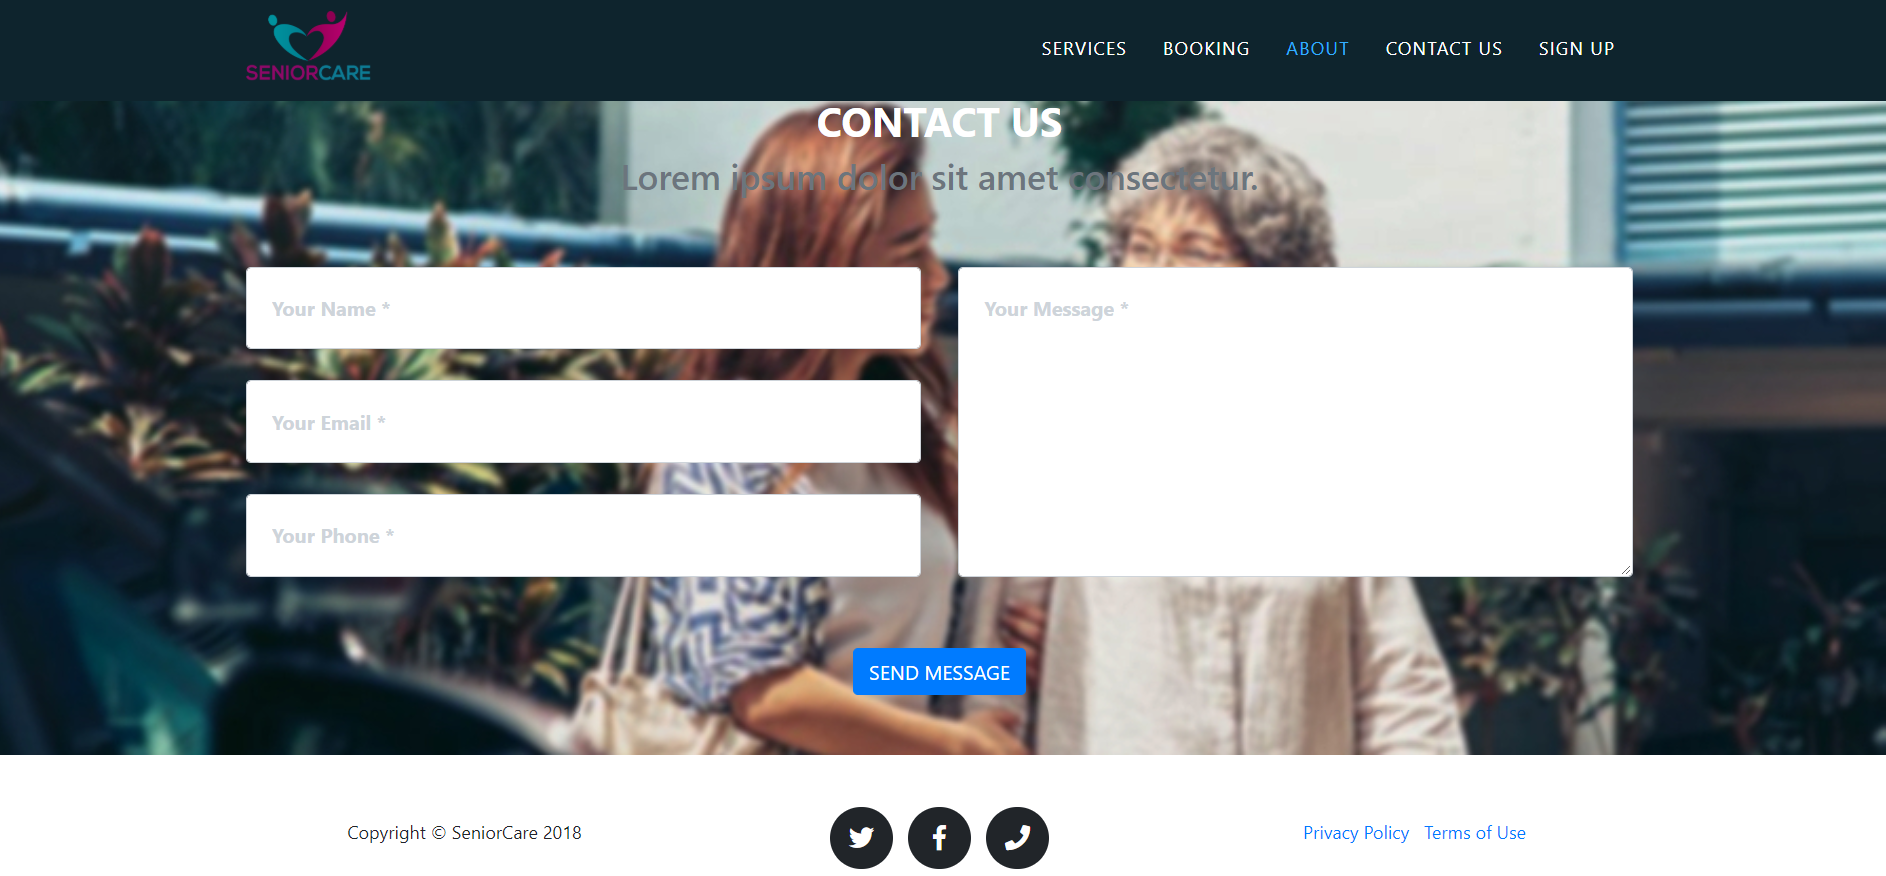 SENIORCARE
SERVICES BOOKING ABOUT CONTACT US SIGN UP
CONTACT US
Lorem ipsum dolor sit amet consectetur.
Your Name *
Your Message *
Your Email *
Your Phone *
SEND MESSAGE
Copyright © SeniorCare 2018
Privacy Policy Terms of Use